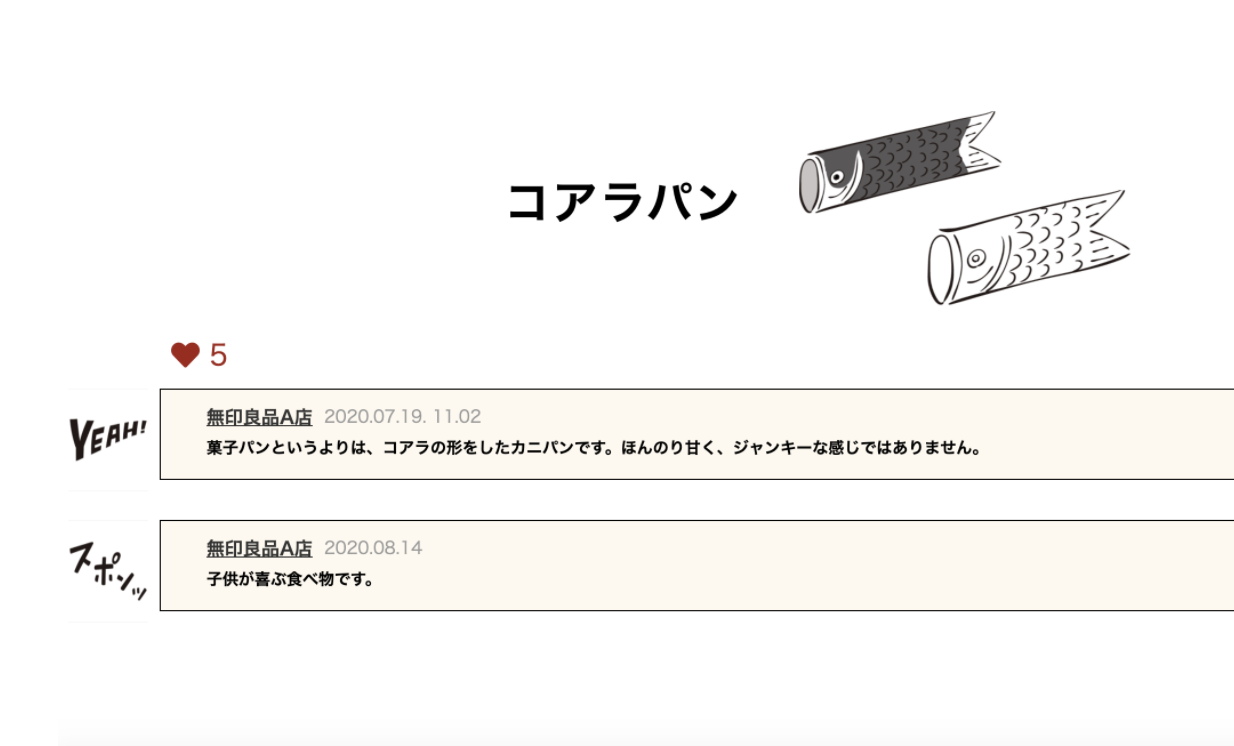 コアラパン
5
YEAH!
無印良品A店 2020.07.19. 11.02
菓子パンというよりは、コアラの形をしたカニパンです。ほんのり甘く、ジャンキーな感じではありません。
スポンッ
無印良品A店 2020.08.14
子供が喜ぶ食べ物です。